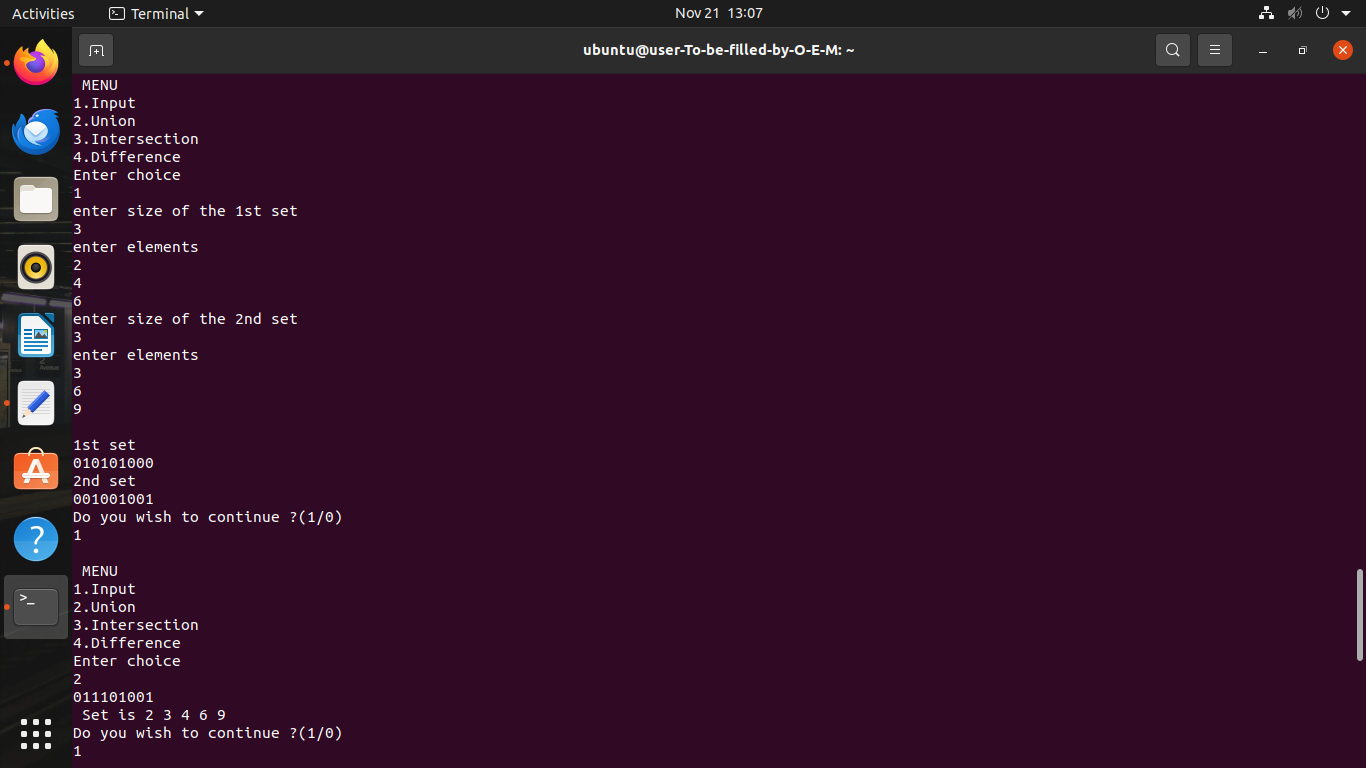 Activities Terminal Nov 21 13:07
ubuntu@user-To-be-filled-by-O-E-M: ~
MENU
1.Input
2.Union
3.Intersection
4.Difference
Enter choice
1
enter size of the 1st set
3
enter elements
2
4
6
enter size of the 2nd set
3
enter elements
3
6
9
1st set
010101000
2nd set
001001001
Do you wish to continue ?(1/0)
1
MENU
1.Input
2.Union
3.Intersection
4.Difference
Enter choice
2
011101001
Set is 2 3 4 6 9
Do you wish to continue ?(1/0)
1